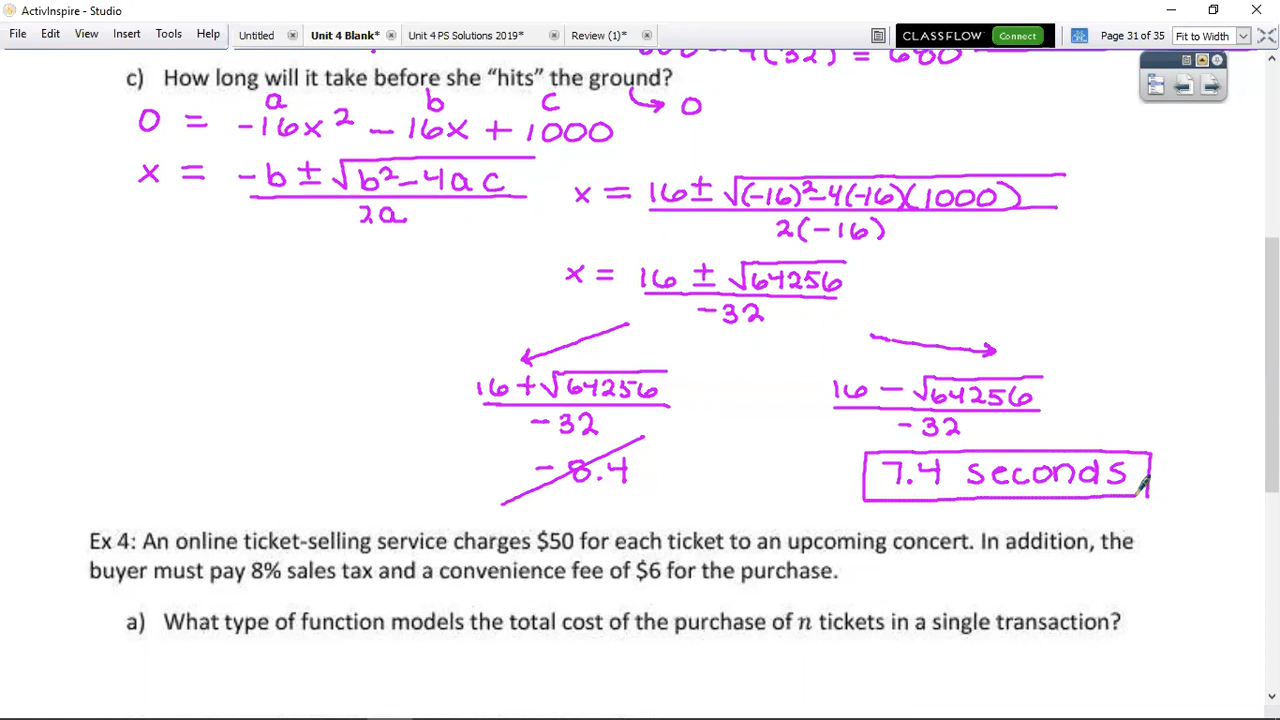 ActivInspire - Studio
File Edit View Insert Tools Help Untitled Unit 4 Blank* Unit 4 PS Solutions 2019* Review (1)* CLASSFLOW Connect Page 31 of 35 Fit to Width
c) How long will it take before she “hits” the ground?
a b c → 0
0 = -16x² - 16x + 1000
x = -b ± √b²-4ac / 2a
x = 16 ± √(-16)²-4(-16)(1000) / 2(-16)
x = 16 ± √64256 / -32
16 + √64256 / -32
16 - √64256 / -32
-8.4
7.4 seconds
Ex 4: An online ticket-selling service charges $50 for each ticket to an upcoming concert. In addition, the
buyer must pay 8% sales tax and a convenience fee of $6 for the purchase.
a) What type of function models the total cost of the purchase of n tickets in a single transaction?